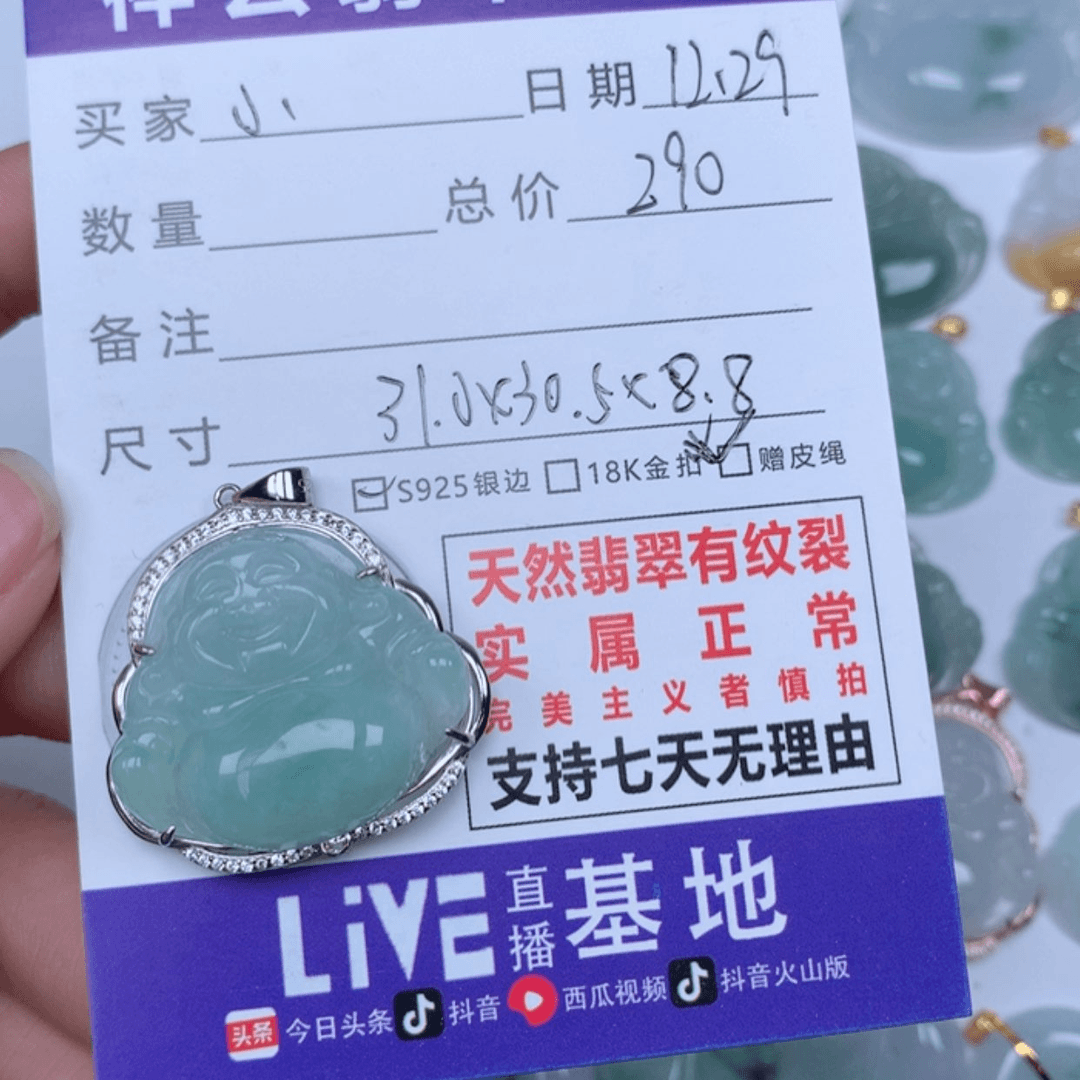 买家 小 日期 12.29
数量 总价 290
备注
尺寸 31.0x30.5x8.8
S925银边 18K金扣 赠皮绳
天然翡翠有纹裂
实属正常
完美主义者慎拍
支持七天无理由
LiVE直播基地
头条 今日头条 抖音 西瓜视频 抖音火山版